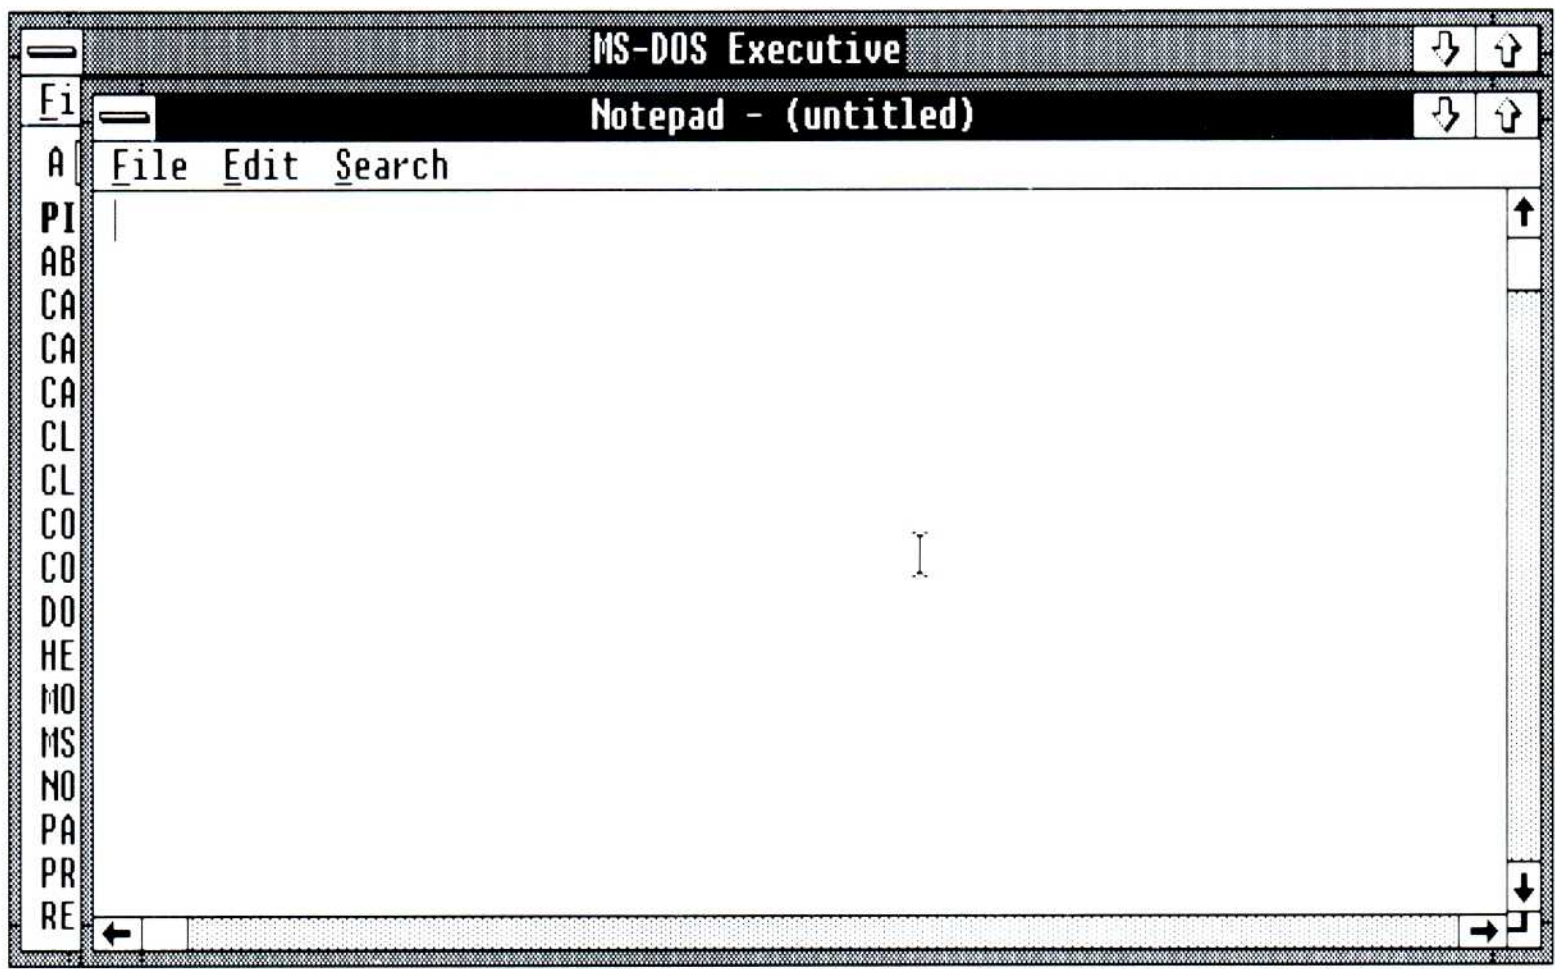 MS-DOS Executive
Fi
Notepad - (untitled)
A
File Edit Search
PI
AB
CA
CA
CA
CL
CL
CO
CO
DO
HE
MO
MS
NO
PA
PR
RE